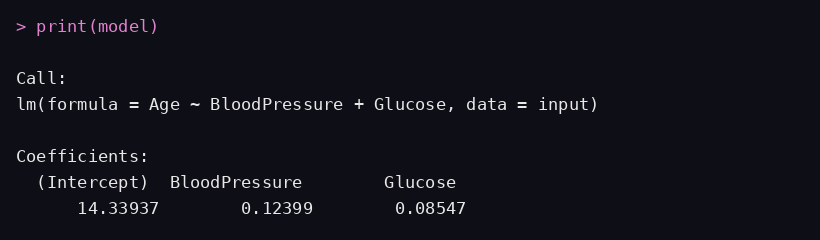 > print(model)
Call:
lm(formula = Age ~ BloodPressure + Glucose, data = input)
Coefficients:
  (Intercept)  BloodPressure        Glucose
      14.33937        0.12399        0.08547